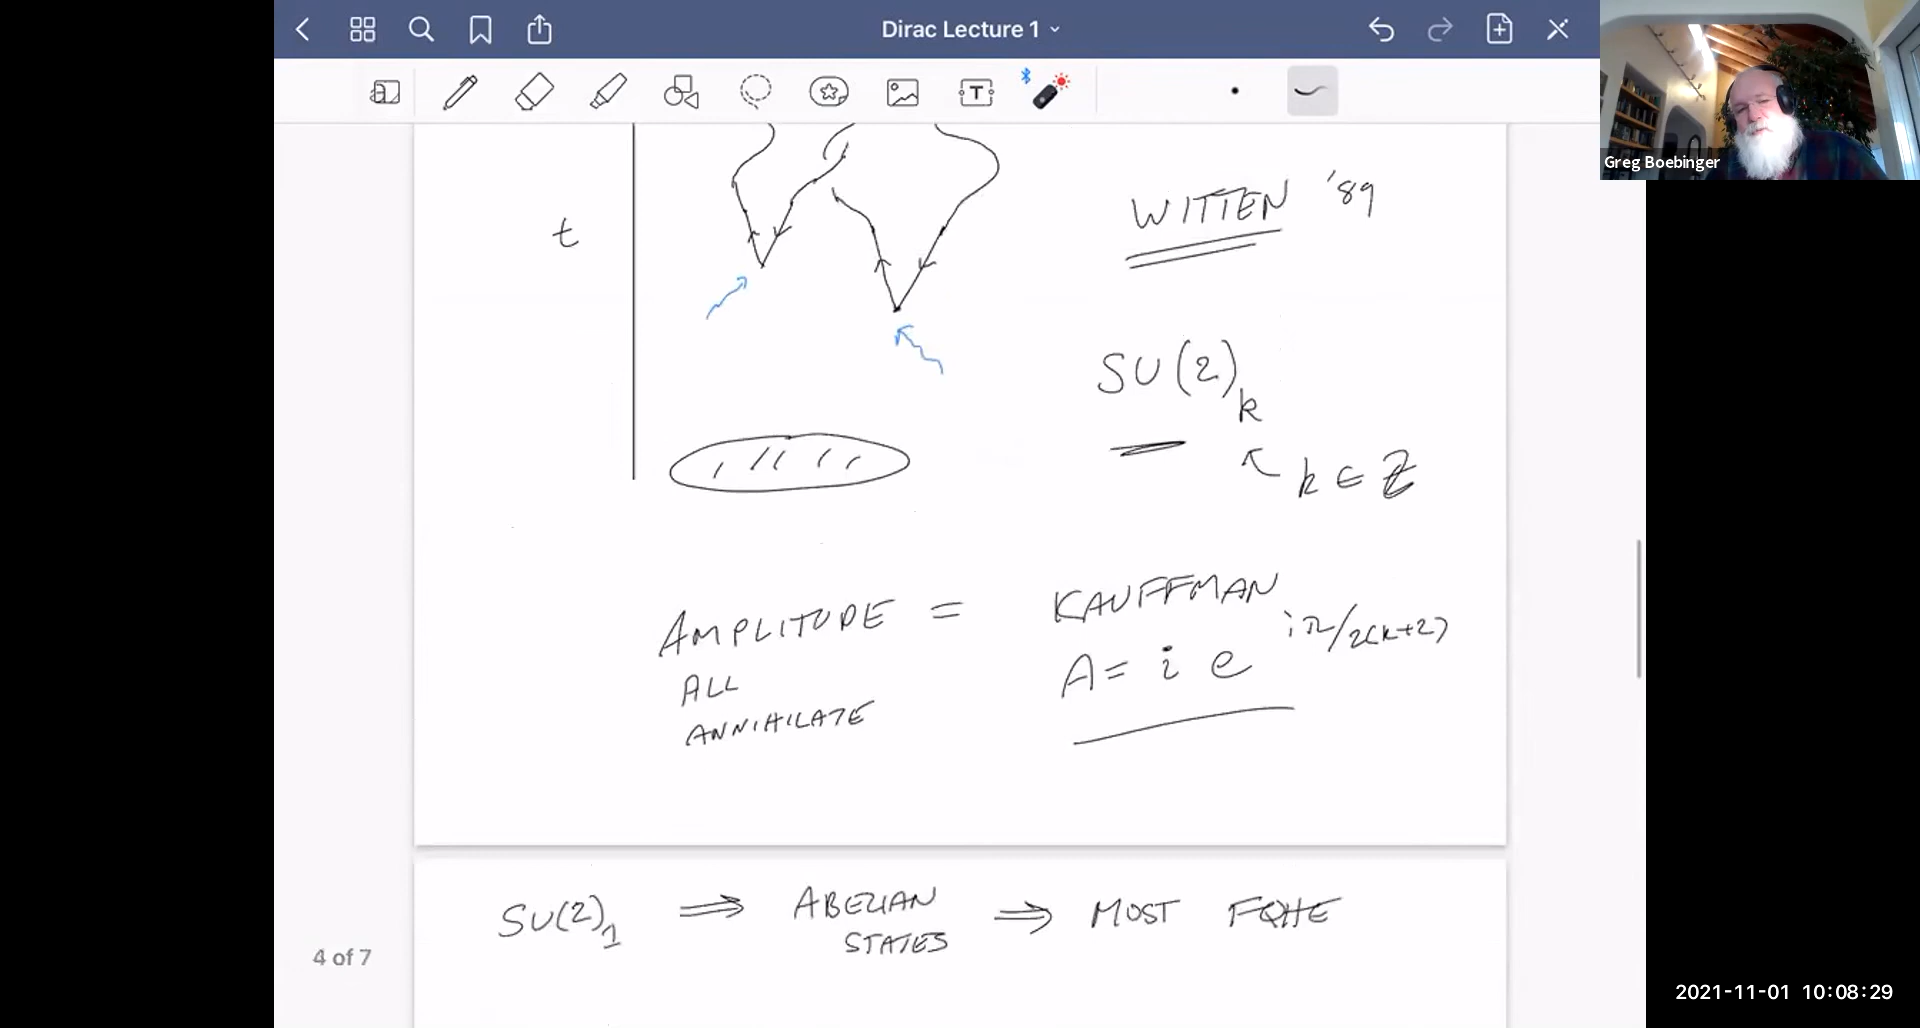 Dirac Lecture 1
T
Greg Boebinger
WITTEN '89
t
SU(2)k
k ∈ ℤ
AMPLITUDE = KAUFFMAN
ALL
ANNIHILATE
A = i e^{iπ/2(k+2)}
SU(2)1 ⇒ ABELIAN STATES ⇒ MOST FQHE
4 of 7
2021-11-01 10:08:29